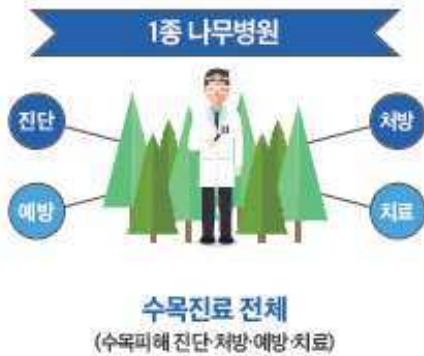 1종 나무병원
진단
처방
예방
치료
수목진료 전체
(수목피해 진단·처방·예방·치료)